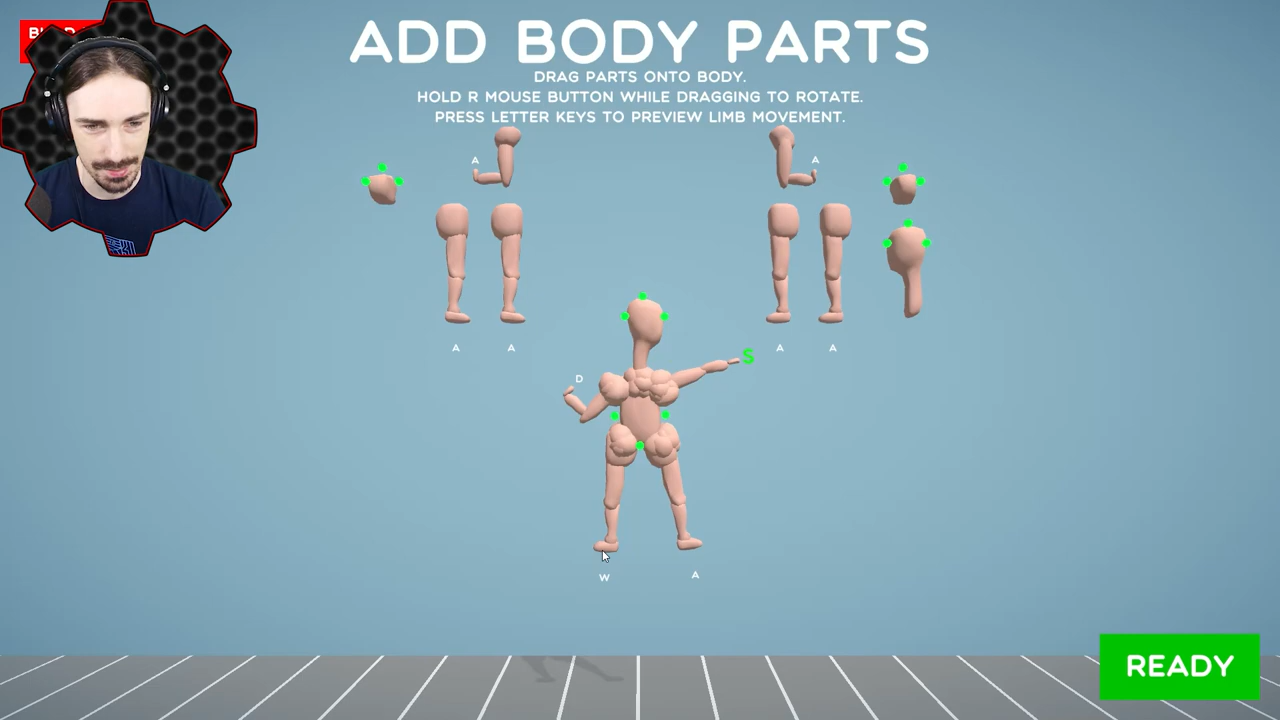 ADD BODY PARTS
DRAG PARTS ONTO BODY.
HOLD R MOUSE BUTTON WHILE DRAGGING TO ROTATE.
PRESS LETTER KEYS TO PREVIEW LIMB MOVEMENT.
A
A
A
A
A
A
S
D
W
A
READY